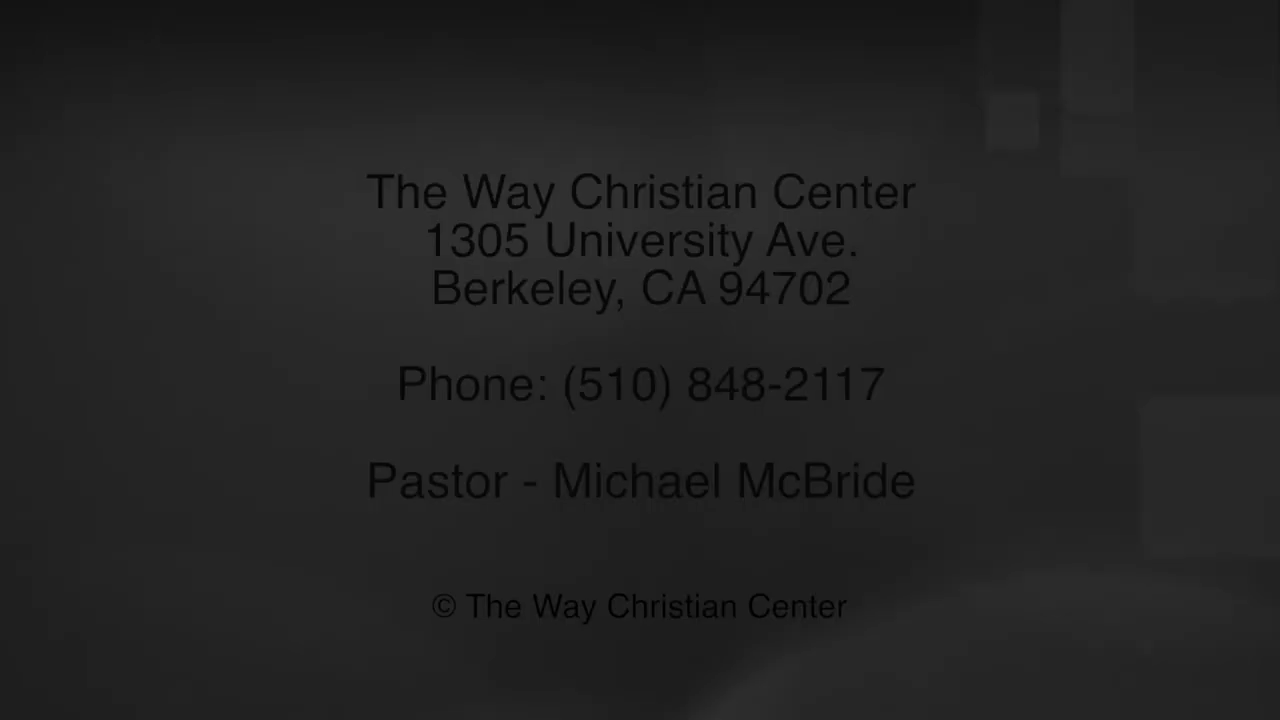 The Way Christian Center
1305 University Ave.
Berkeley, CA 94702
Phone: (510) 848-2117
Pastor - Michael McBride
© The Way Christian Center